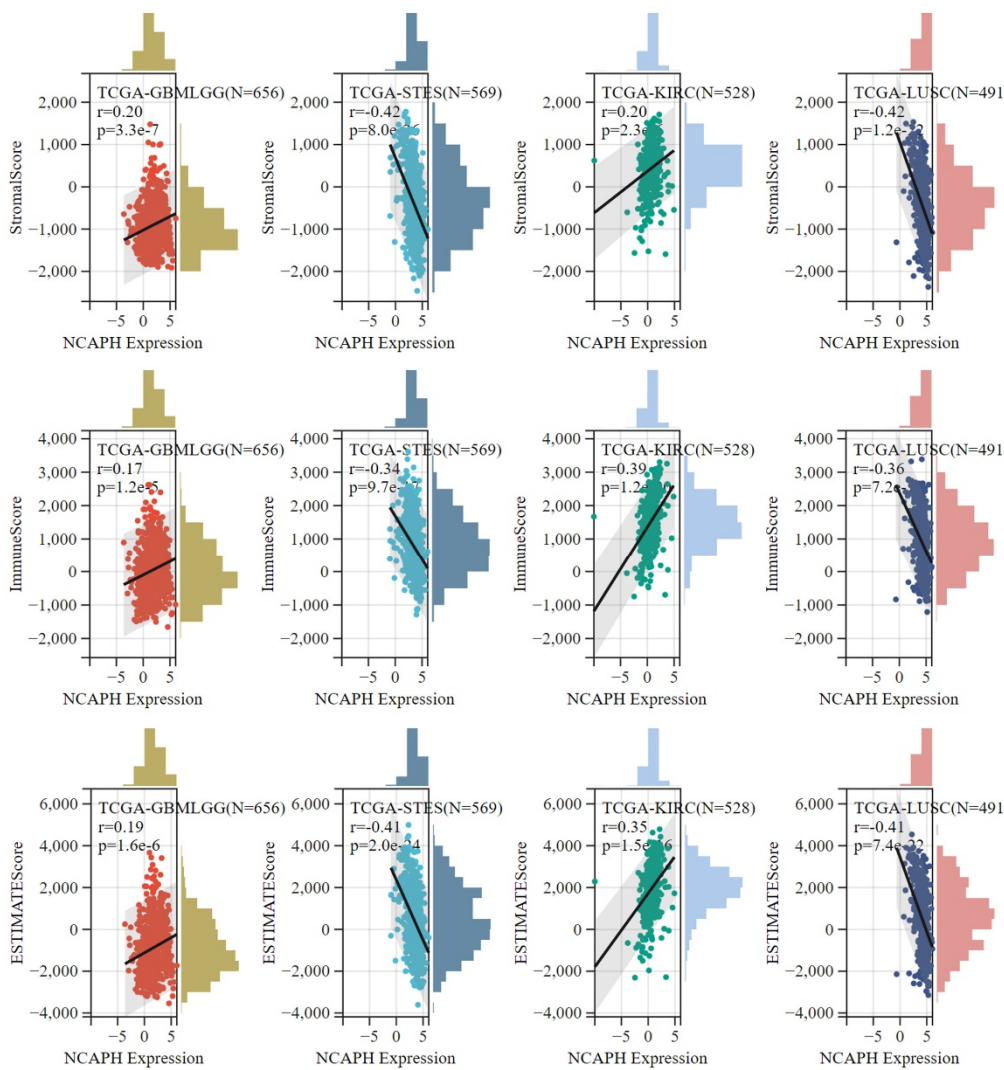 TCGA-GBMLGG(N=656)
r=0.20
p=3.3e-7
2,000
1,000
0
−1,000
−2,000
StromalScore
−5 0 5
NCAPH Expression
TCGA-STES(N=569)
r=-0.42
2,000
1,000
0
−1,000
−2,000
StromalScore
−5 0 5
NCAPH Expression
TCGA-KIRC(N=528)
r=0.20
2,000
1,000
0
−1,000
−2,000
StromalScore
−10 −5 0 5
NCAPH Expression
TCGA-LUSC(N=491
r=-0.42
2,000
1,000
0
−1,000
−2,000
StromalScore
−5 0 5
NCAPH Expression
TCGA-GBMLGG(N=656)
r=0.17
p=1.2e-5
4,000
3,000
2,000
1,000
0
−1,000
−2,000
ImmuneScore
−5 0 5
NCAPH Expression
TCGA-STES(N=569)
r=-0.34
4,000
3,000
2,000
1,000
0
−1,000
−2,000
ImmuneScore
−5 0 5
NCAPH Expression
TCGA-KIRC(N=528)
r=0.39
4,000
3,000
2,000
1,000
0
−1,000
−2,000
ImmuneScore
−10 −5 0 5
NCAPH Expression
TCGA-LUSC(N=491
r=-0.36
4,000
3,000
2,000
1,000
0
−1,000
−2,000
ImmuneScore
−5 0 5
NCAPH Expression
TCGA-GBMLGG(N=656)
r=0.19
p=1.6e-6
6,000
4,000
2,000
0
−2,000
−4,000
ESTIMATEScore
−5 0 5
NCAPH Expression
TCGA-STES(N=569)
r=-0.41
6,000
4,000
2,000
0
−2,000
−4,000
ESTIMATEScore
−5 0 5
NCAPH Expression
TCGA-KIRC(N=528)
r=0.35
6,000
4,000
2,000
0
−2,000
−4,000
ESTIMATEScore
−10 −5 0 5
NCAPH Expression
TCGA-LUSC(N=491
r=-0.41
6,000
4,000
2,000
0
−2,000
−4,000
ESTIMATEScore
−5 0 5
NCAPH Expression